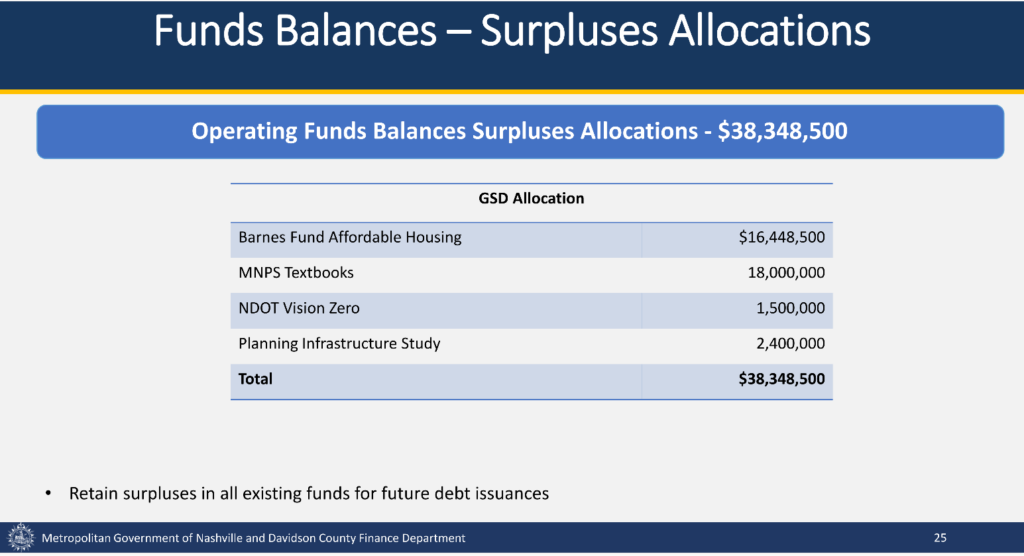 Funds Balances – Surpluses Allocations
Operating Funds Balances Surpluses Allocations - $38,348,500
GSD Allocation
Barnes Fund Affordable Housing $16,448,500
MNPS Textbooks 18,000,000
NDOT Vision Zero 1,500,000
Planning Infrastructure Study 2,400,000
Total $38,348,500
• Retain surpluses in all existing funds for future debt issuances
Metropolitan Government of Nashville and Davidson County Finance Department 25